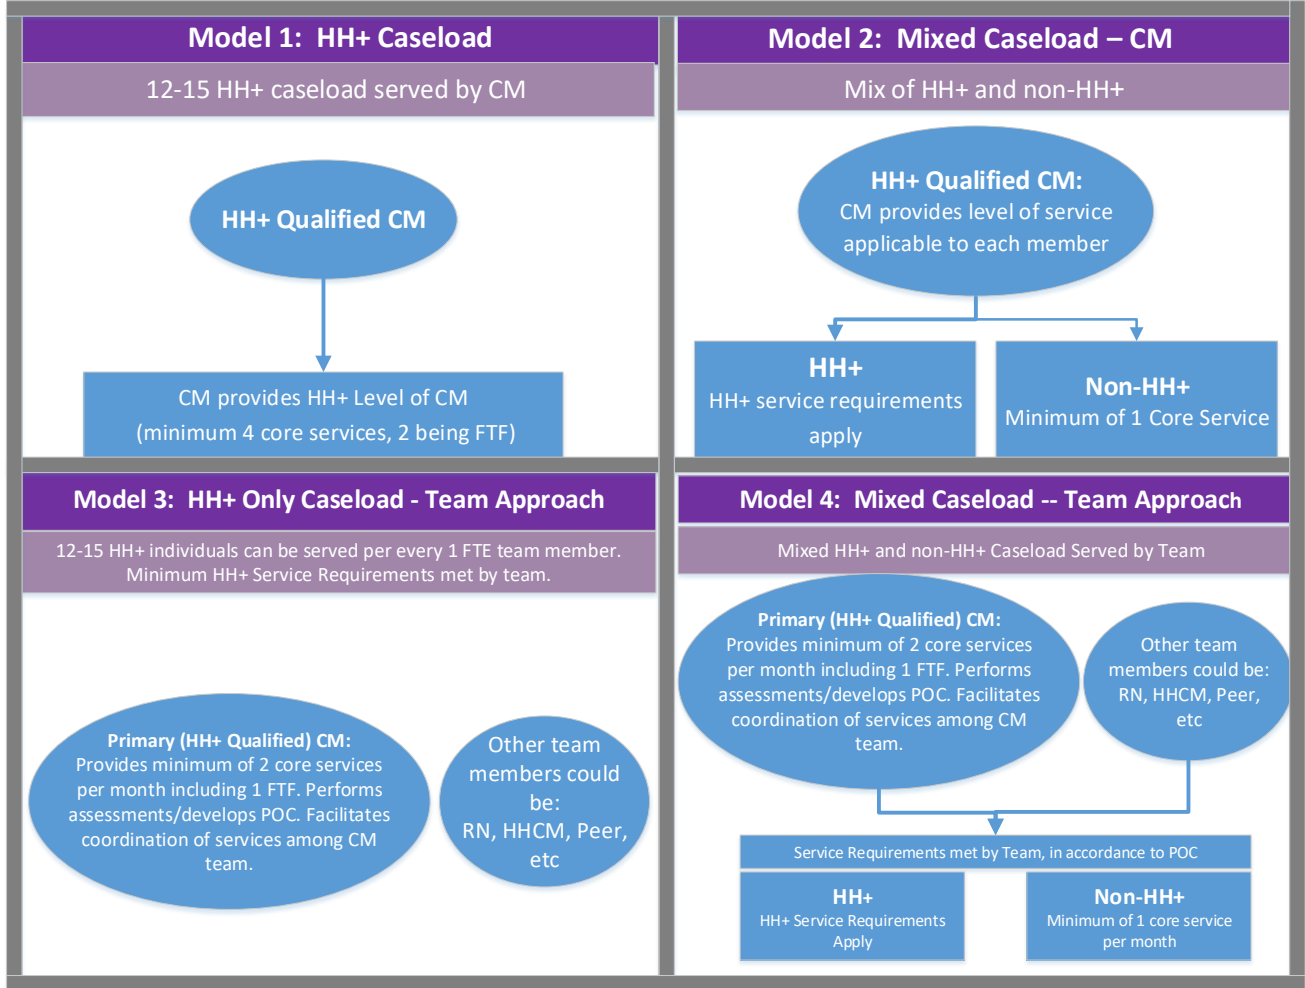 Model 1:  HH+ Caseload
12-15 HH+ caseload served by CM
HH+ Qualified CM
CM provides HH+ Level of CM
(minimum 4 core services, 2 being FTF)
Model 2:  Mixed Caseload – CM
Mix of HH+ and non-HH+
HH+ Qualified CM:
CM provides level of service
applicable to each member
HH+
HH+ service requirements
apply
Non-HH+
Minimum of 1 Core Service
Model 3:  HH+ Only Caseload - Team Approach
12-15 HH+ individuals can be served per every 1 FTE team member.
Minimum HH+ Service Requirements met by team.
Primary (HH+ Qualified) CM:
Provides minimum of 2 core services
per month including 1 FTF. Performs
assessments/develops POC. Facilitates
coordination of services among CM
team.
Other team
members could
be:
RN, HHCM, Peer,
etc
Model 4:  Mixed Caseload -- Team Approach
Mixed HH+ and non-HH+ Caseload Served by Team
Primary (HH+ Qualified) CM:
Provides minimum of 2 core services
per month including 1 FTF. Performs
assessments/develops POC. Facilitates
coordination of services among CM
team.
Other team
members could be:
RN, HHCM, Peer,
etc
Service Requirements met by Team, in accordance to POC
HH+
HH+ Service Requirements
Apply
Non-HH+
Minimum of 1 core service
per month